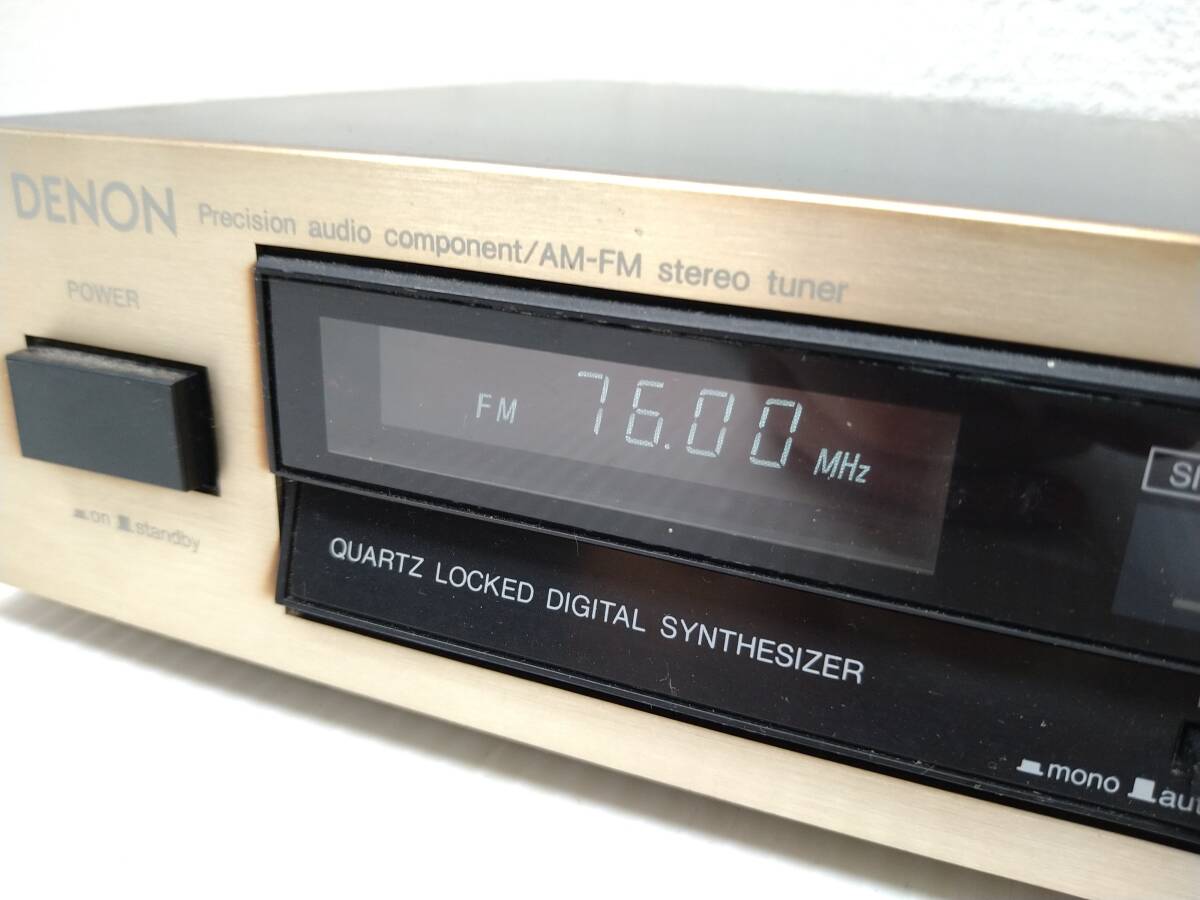 DENON Precision audio component/AM-FM stereo tuner
POWER
FM 76.00 MHz
on standby
QUARTZ LOCKED DIGITAL SYNTHESIZER
mono